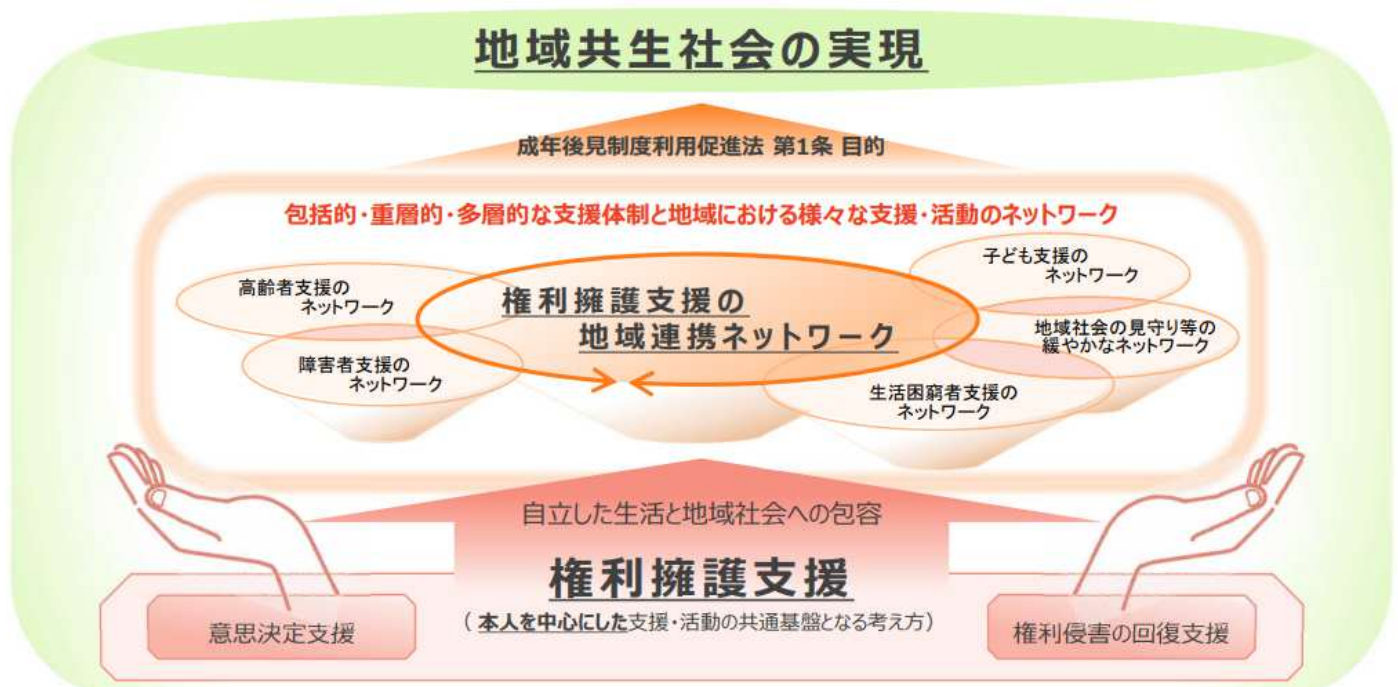 地域共生社会の実現
成年後見制度利用促進法 第1条 目的
包括的・重層的・多層的な支援体制と地域における様々な支援・活動のネットワーク
高齢者支援の
ネットワーク
障害者支援の
ネットワーク
権利擁護支援の
地域連携ネットワーク
子ども支援の
ネットワーク
地域社会の見守り等の
緩やかなネットワーク
生活困窮者支援の
ネットワーク
自立した生活と地域社会への包容
権利擁護支援
(本人を中心にした支援・活動の共通基盤となる考え方)
意思決定支援
権利侵害の回復支援